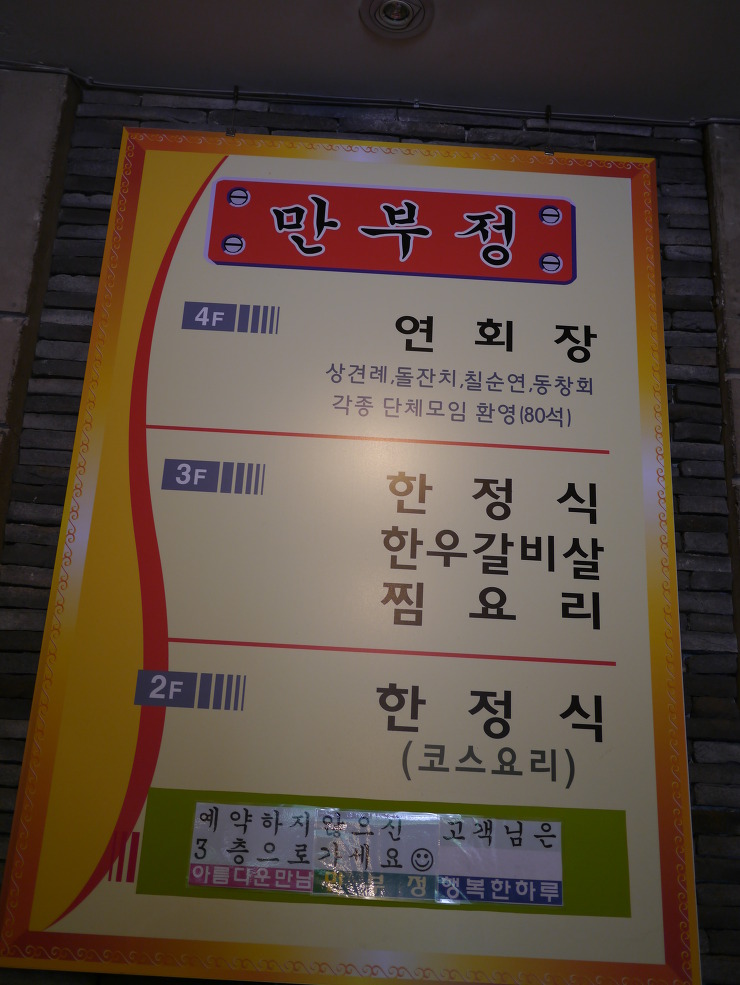 만부정
4F
연회장
상견례,돌잔치,칠순연,동창회
각종 단체모임 환영(80석)
3F
한정식
한우갈비살
찜요리
2F
한정식
(코스요리)
예약하지 않으신 고객님은
3층으로 가세요☺
아름다운만남 만부정 행복한하루